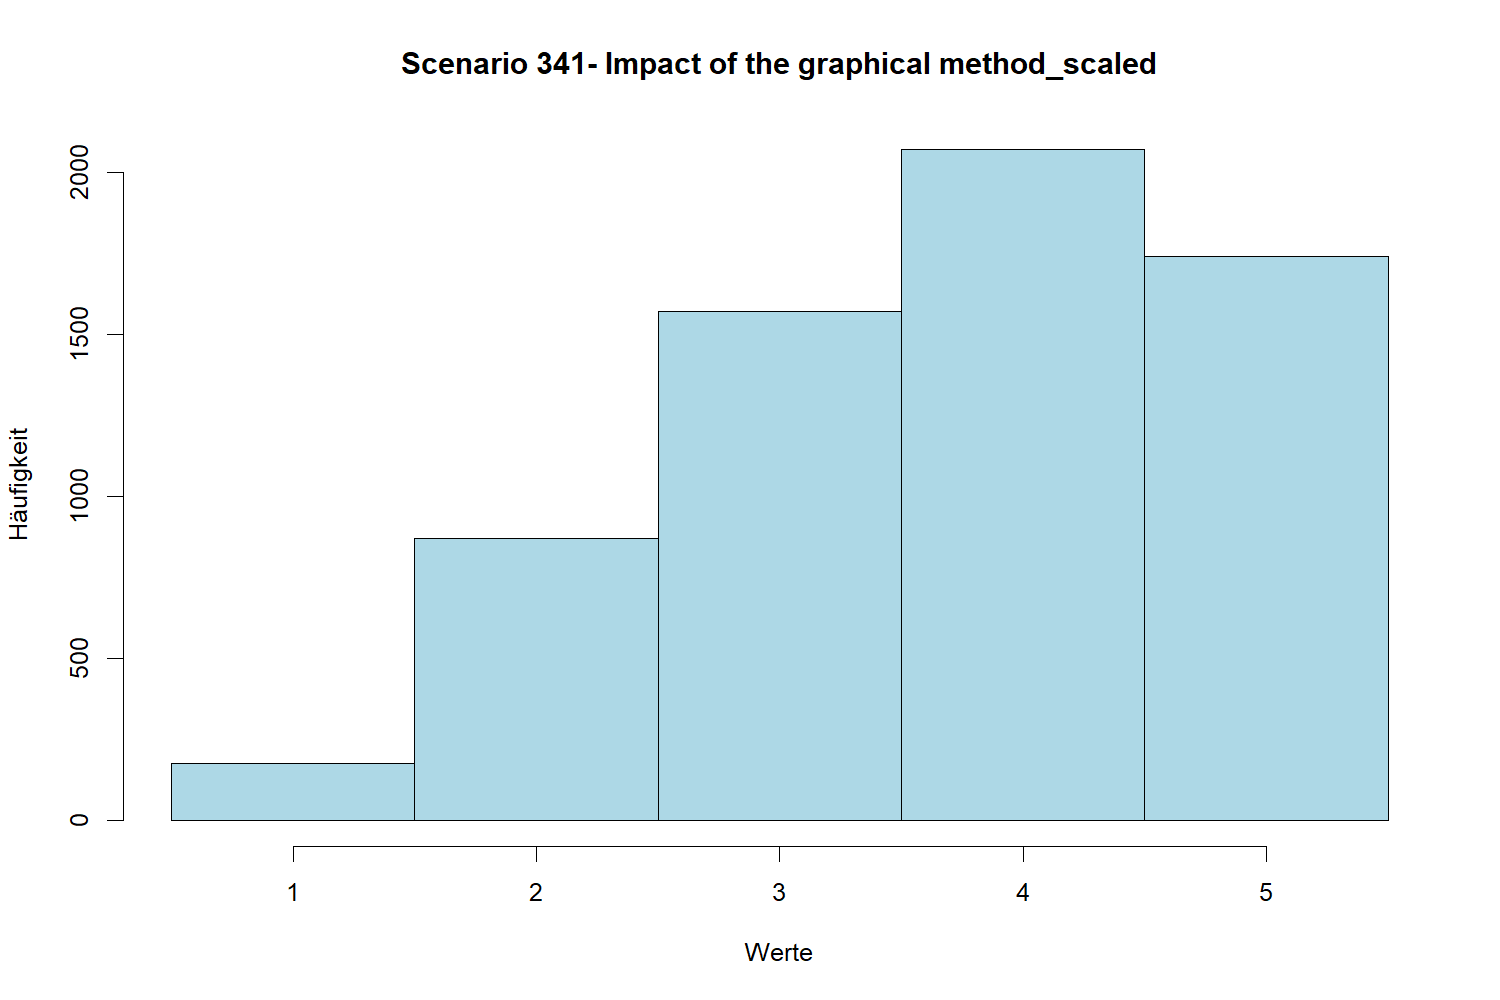 Scenario 341- Impact of the graphical method_scaled
2000
1500
1000
500
0
Häufigkeit
1 2 3 4 5
Werte